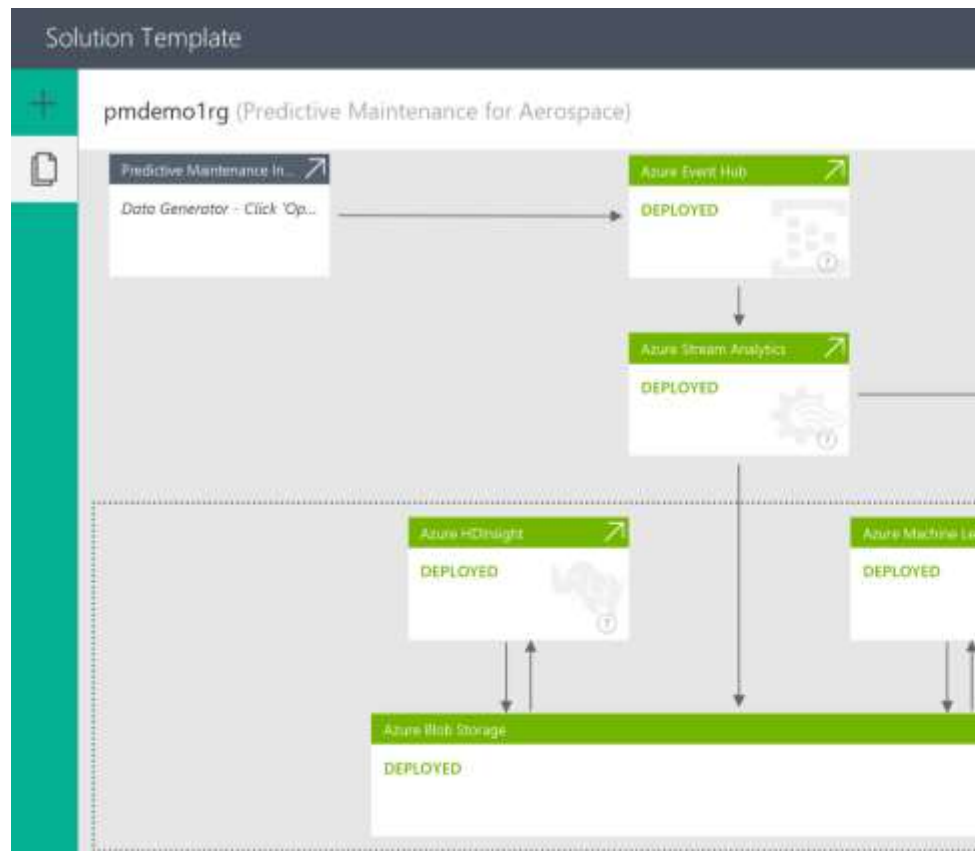 Solution Template
pmdemo1rg (Predictive Maintenance for Aerospace)
Predictive Maintenance In...
Data Generator - Click 'Op...
Azure Event Hub
DEPLOYED
?
Azure Stream Analytics
DEPLOYED
?
Azure HDInsight
DEPLOYED
?
Azure Machine Le
DEPLOYED
Azure Blob Storage
DEPLOYED